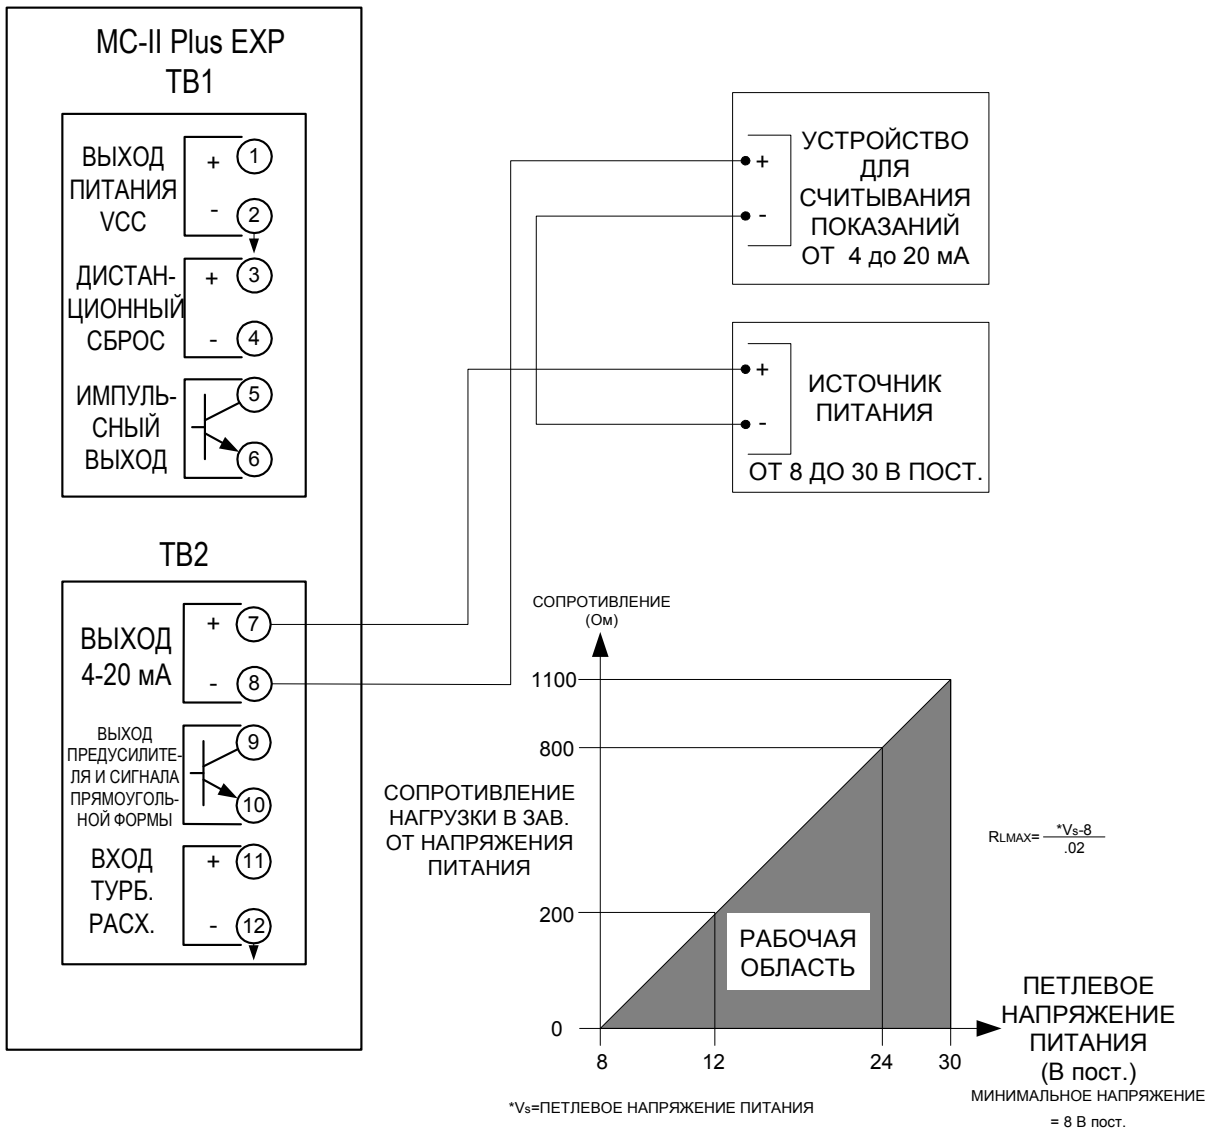 MC-II Plus EXP
TB1
ВЫХОД
ПИТАНИЯ
VCC
+ 1
- 2
ДИСТАН-
ЦИОННЫЙ
СБРОС
+ 3
- 4
ИМПУЛЬ-
СНЫЙ
ВЫХОД
5
6
TB2
ВЫХОД
4-20 мА
+ 7
- 8
ВЫХОД
ПРЕДУСИЛИТЕ-
ЛЯ И СИГНАЛА
ПРЯМОУГОЛЬ-
НОЙ ФОРМЫ
9
10
ВХОД
ТУРБ.
РАСХ.
+ 11
- 12
+
-
УСТРОЙСТВО
ДЛЯ
СЧИТЫВАНИЯ
ПОКАЗАНИЙ
ОТ 4 до 20 мА
+
-
ИСТОЧНИК
ПИТАНИЯ
ОТ 8 ДО 30 В ПОСТ.
СОПРОТИВЛЕНИЕ
(Ом)
1100
800
200
0
СОПРОТИВЛЕНИЕ
НАГРУЗКИ В ЗАВ.
ОТ НАПРЯЖЕНИЯ
ПИТАНИЯ
РАБОЧАЯ
ОБЛАСТЬ
8 12 24 30
RLMAX= *Vs-8
.02
ПЕТЛЕВОЕ
НАПРЯЖЕНИЕ
ПИТАНИЯ
(В пост.)
МИНИМАЛЬНОЕ НАПРЯЖЕНИЕ
= 8 В пост.
*Vs=ПЕТЛЕВОЕ НАПРЯЖЕНИЕ ПИТАНИЯ